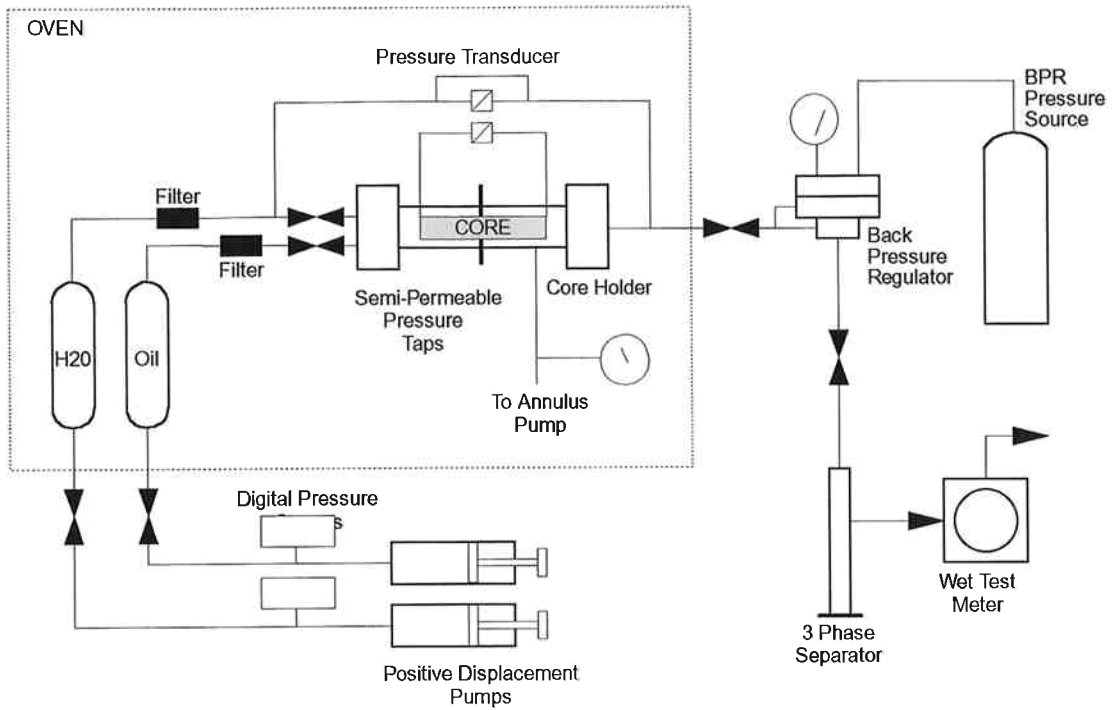 OVEN
Pressure Transducer
BPR
Pressure
Source
Filter
CORE
Back
Pressure
Regulator
Filter
Core Holder
Semi-Permeable
Pressure
Taps
H20
Oil
To Annulus
Pump
Digital Pressure
Wet Test
Meter
3 Phase
Separator
Positive Displacement
Pumps